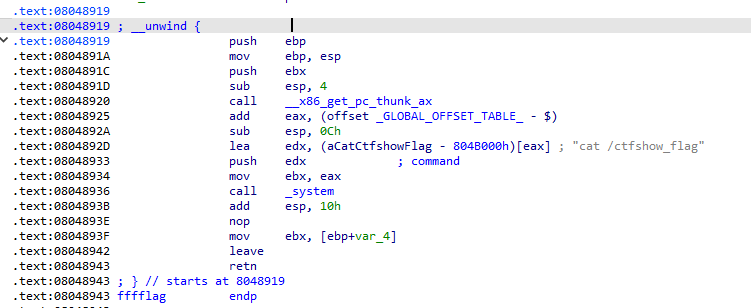 .text:08048919
.text:08048919 ; __unwind {
.text:08048919 push ebp
.text:0804891A mov ebp, esp
.text:0804891C push ebx
.text:0804891D sub esp, 4
.text:08048920 call __x86_get_pc_thunk_ax
.text:08048925 add eax, (offset _GLOBAL_OFFSET_TABLE_ - $)
.text:0804892A sub esp, 0Ch
.text:0804892D lea edx, (aCatCtfshowFlag - 804B000h)[eax] ; "cat /ctfshow_flag"
.text:08048933 push edx ; command
.text:08048934 mov ebx, eax
.text:08048936 call _system
.text:0804893B add esp, 10h
.text:0804893E nop
.text:0804893F mov ebx, [ebp+var_4]
.text:08048942 leave
.text:08048943 retn
.text:08048943 ; } // starts at 8048919
.text:08048943 ffffflag endp